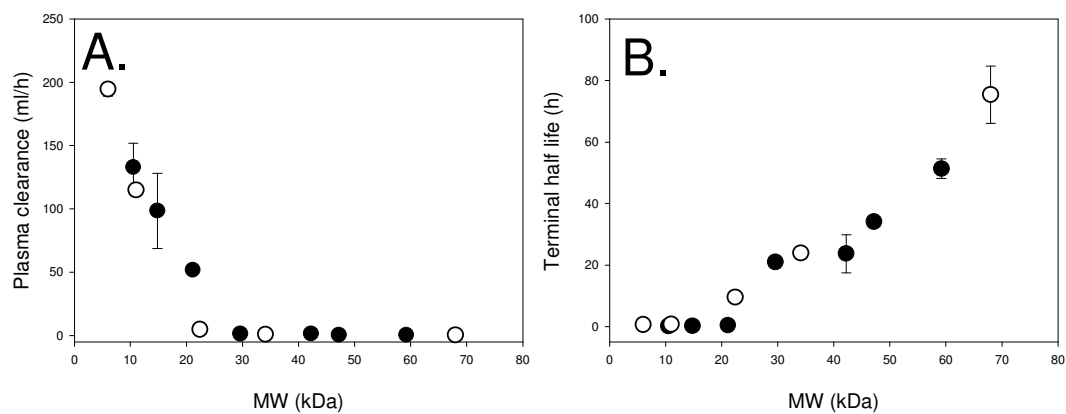 A.
Plasma clearance (ml/h)
250
200
150
100
50
0
0 10 20 30 40 50 60 70 80
MW (kDa)
B.
Terminal half life (h)
100
80
60
40
20
0
0 10 20 30 40 50 60 70 80
MW (kDa)